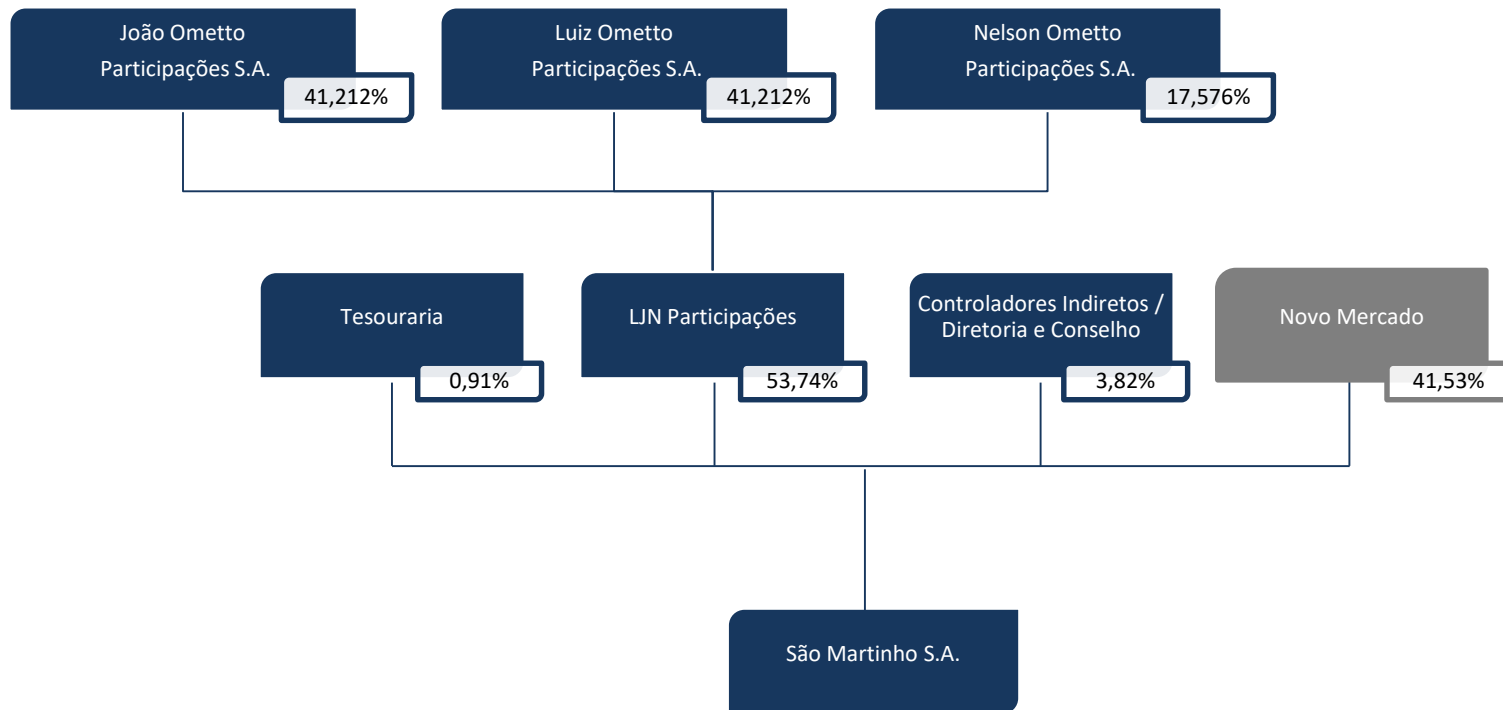 João Ometto
Participações S.A.
41,212%
Luiz Ometto
Participações S.A.
41,212%
Nelson Ometto
Participações S.A.
17,576%
Tesouraria
0,91%
LJN Participações
53,74%
Controladores Indiretos /
Diretoria e Conselho
3,82%
Novo Mercado
41,53%
São Martinho S.A.